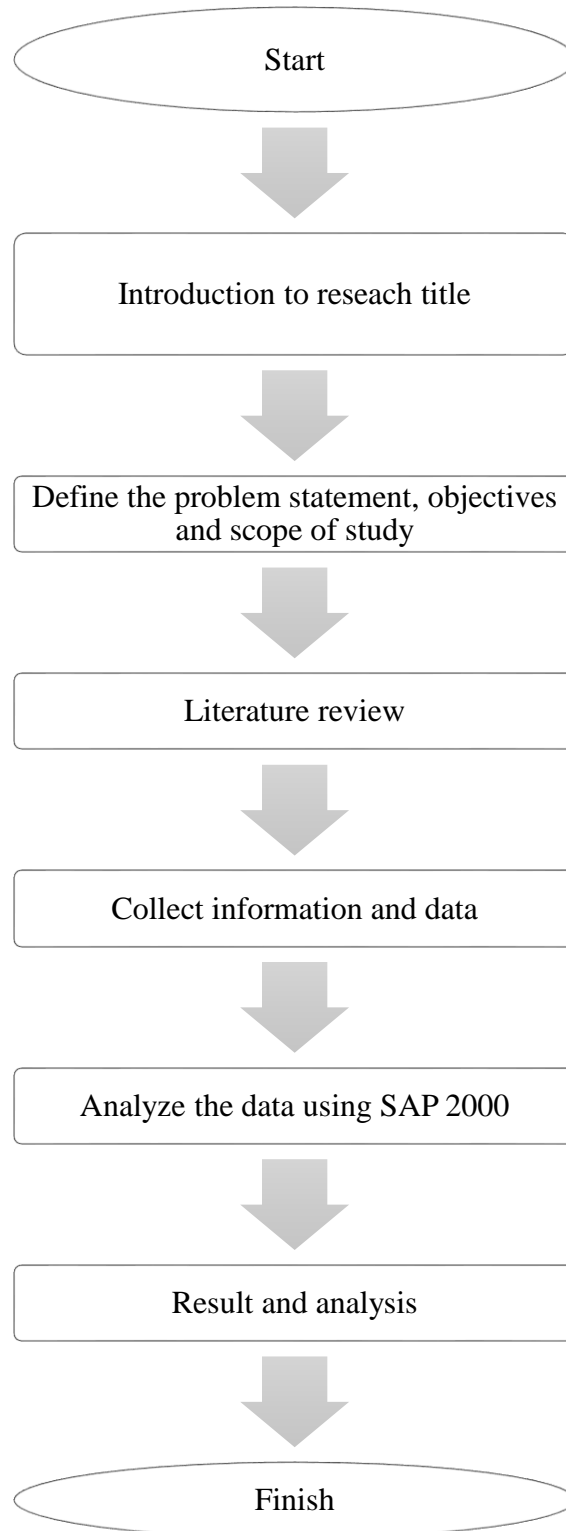 Start
Introduction to reseach title
Define the problem statement, objectives
and scope of study
Literature review
Collect information and data
Analyze the data using SAP 2000
Result and analysis
Finish